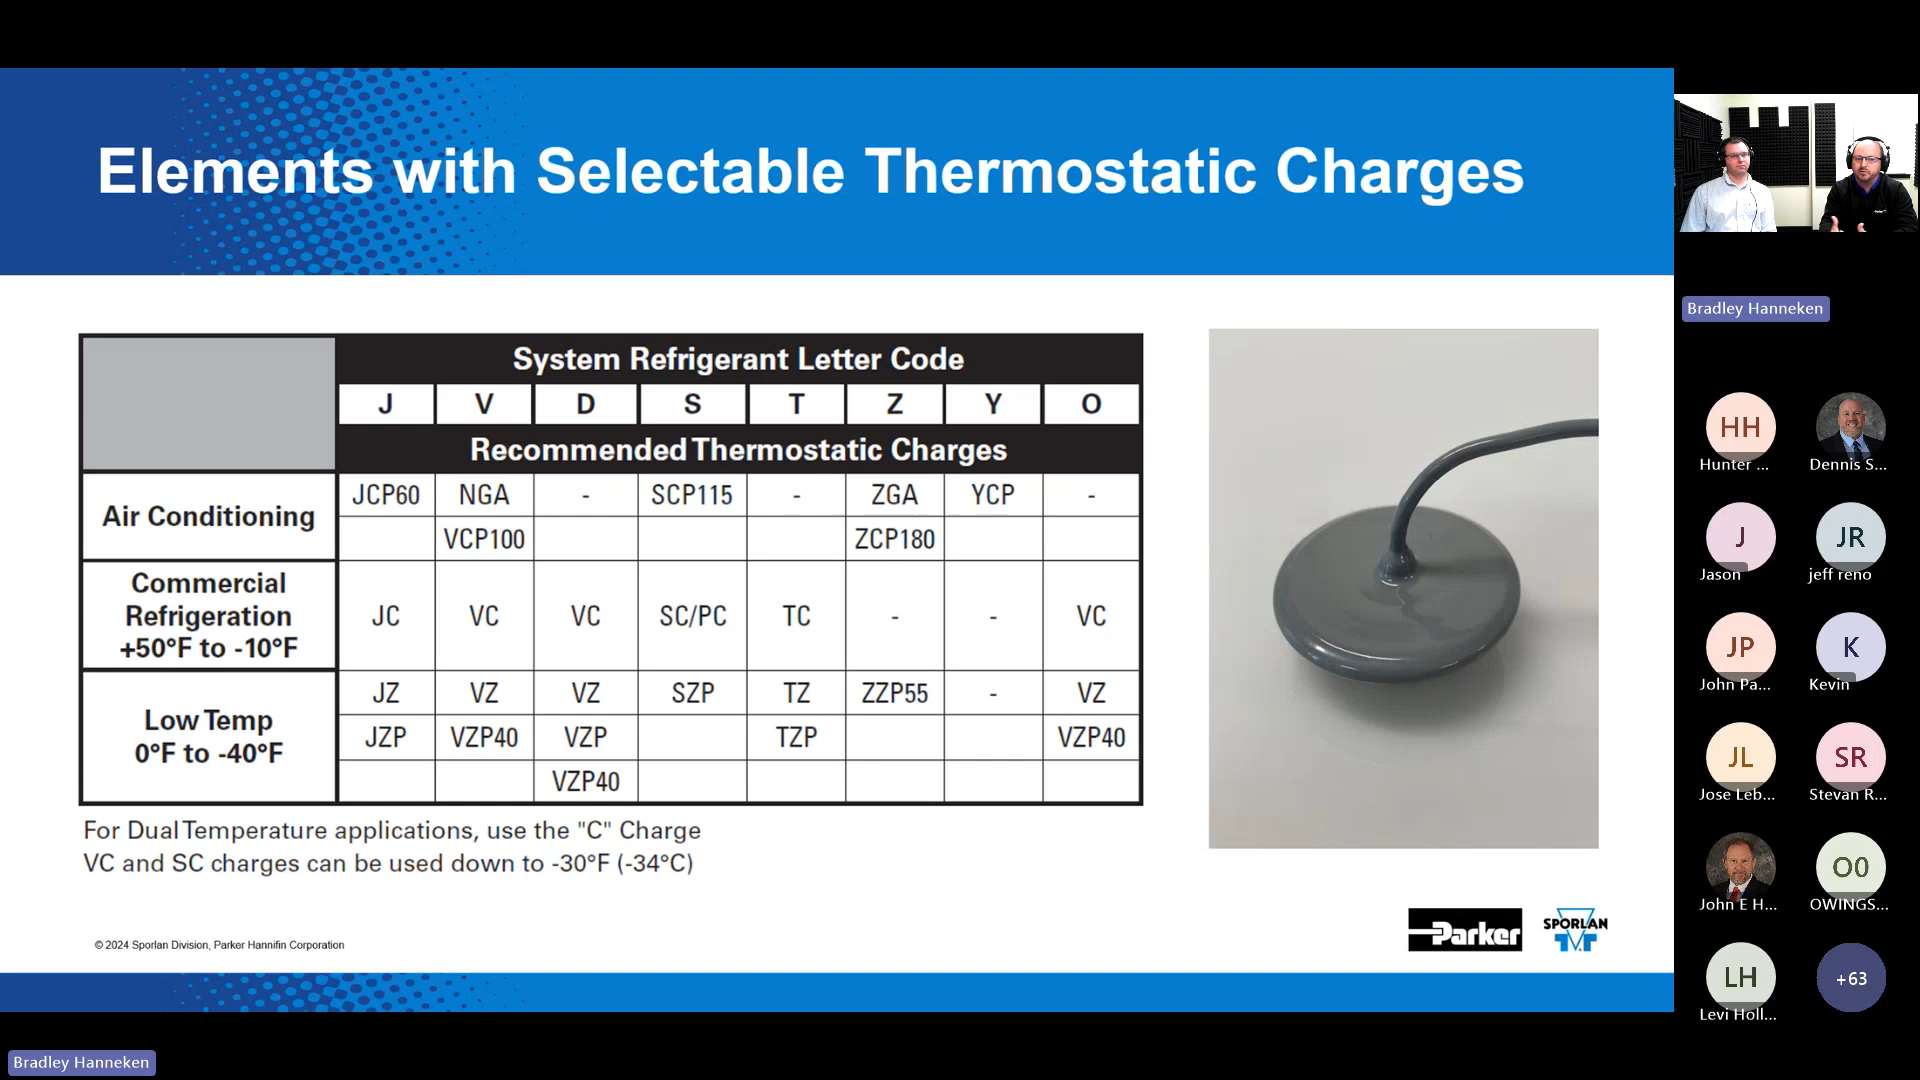 Elements with Selectable Thermostatic Charges
System Refrigerant Letter Code
J V D S T Z Y O
Recommended Thermostatic Charges
Air Conditioning
JCP60 NGA - SCP115 - ZGA YCP -
VCP100 ZCP180
Commercial
Refrigeration
+50°F to -10°F
JC VC VC SC/PC TC - - VC
Low Temp
0°F to -40°F
JZ VZ VZ SZP TZ ZZP55 - VZ
JZP VZP40 VZP TZP VZP40
VZP40
For Dual Temperature applications, use the "C" Charge
VC and SC charges can be used down to -30°F (-34°C)
© 2024 Sporlan Division, Parker Hannifin Corporation
Parker
SPORLAN
Bradley Hanneken
HH
Hunter ...
Dennis S...
J
Jason
JR
jeff reno
JP
John Pa...
K
Kevin
JL
Jose Leb...
SR
Stevan R...
John E H...
O0
OWINGS...
LH
Levi Holl...
+63
Bradley Hanneken